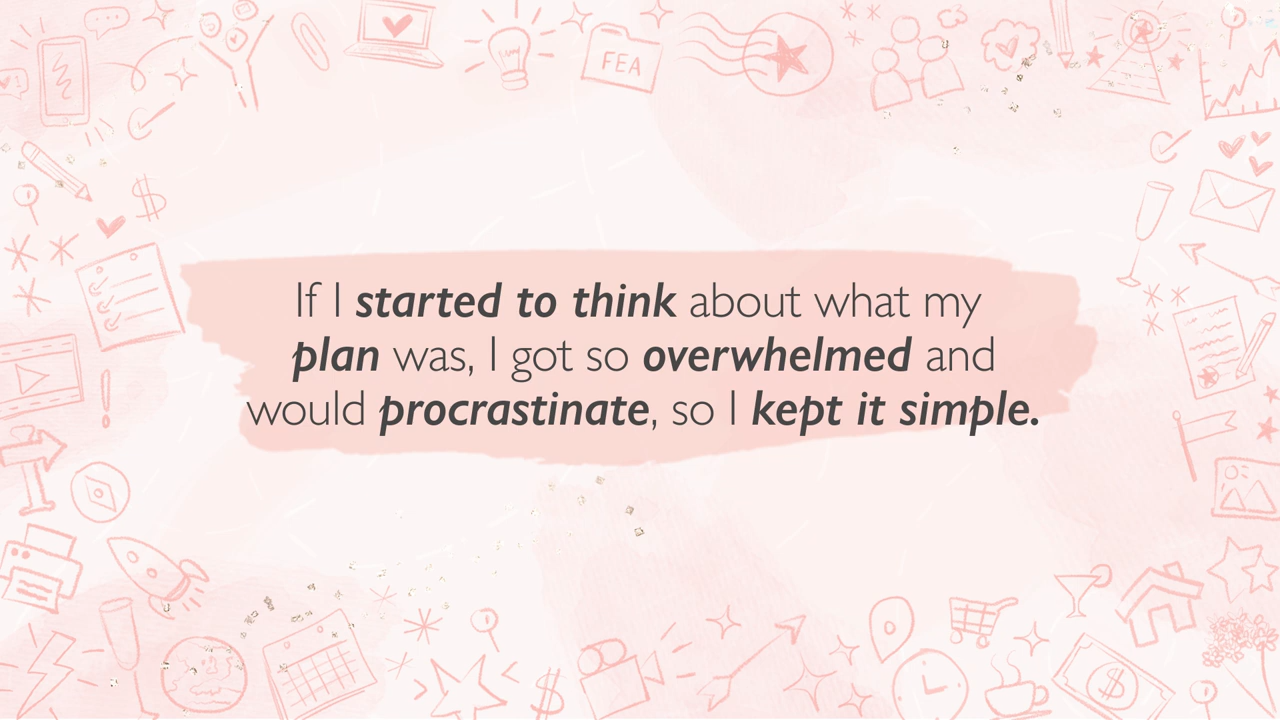 FEA
If I started to think about what my
plan was, I got so overwhelmed and
would procrastinate, so I kept it simple.